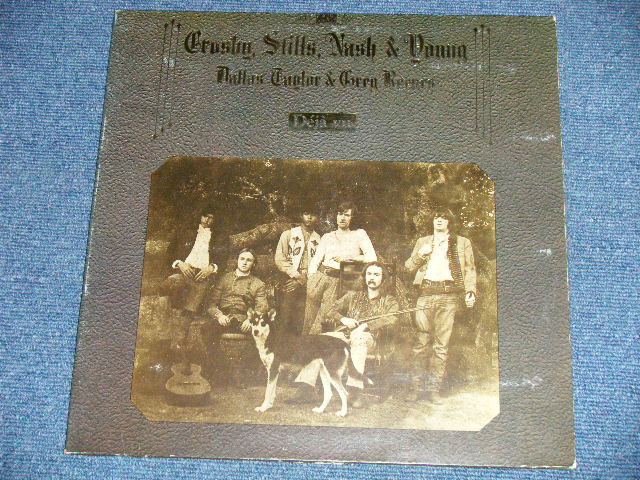 Crosby, Stills, Nash & Young
Dallas Taylor & Greg Reeves
Déjà vu